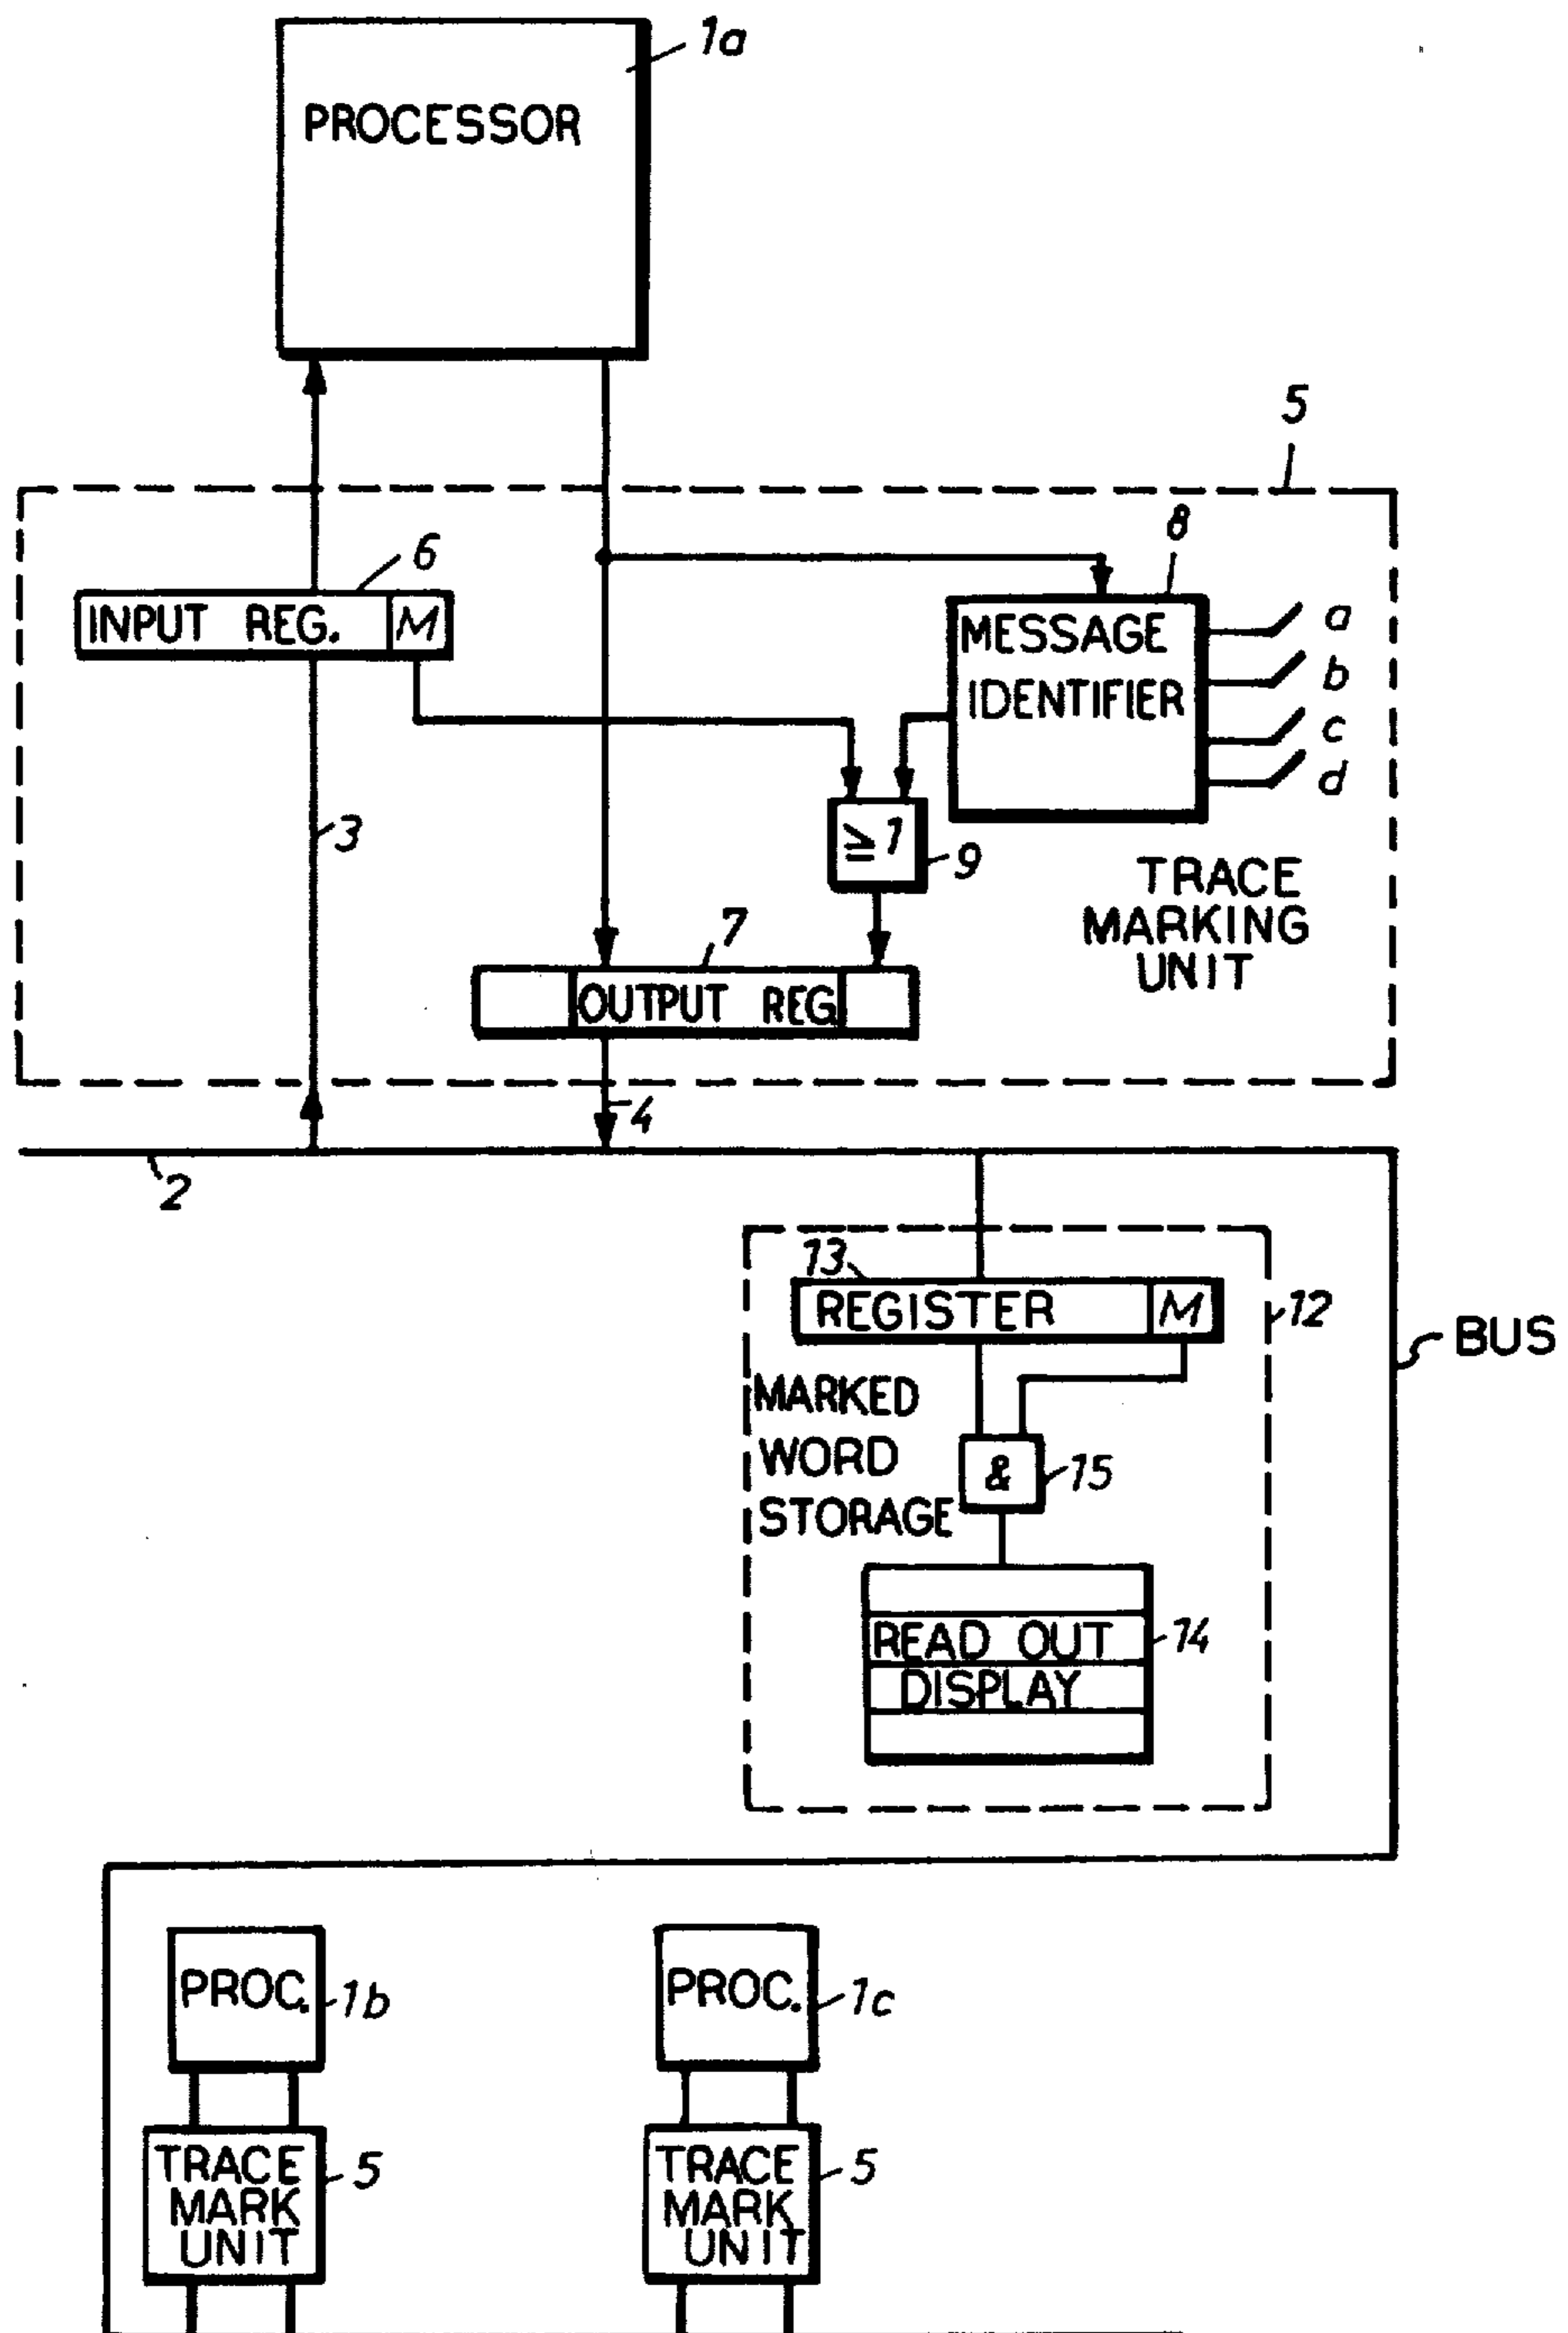 1a
PROCESSOR
5
8
6
INPUT REG. M
MESSAGE
IDENTIFIER
a
b
c
d
3
≧1
9
TRACE
MARKING
UNIT
7
OUTPUT REG
4
2
13
REGISTER M
12
BUS
MARKED
WORD
STORAGE
&
15
READ OUT
DISPLAY
14
PROC.
1b
PROC.
1c
TRACE
MARK
UNIT
5
TRACE
MARK
UNIT
5